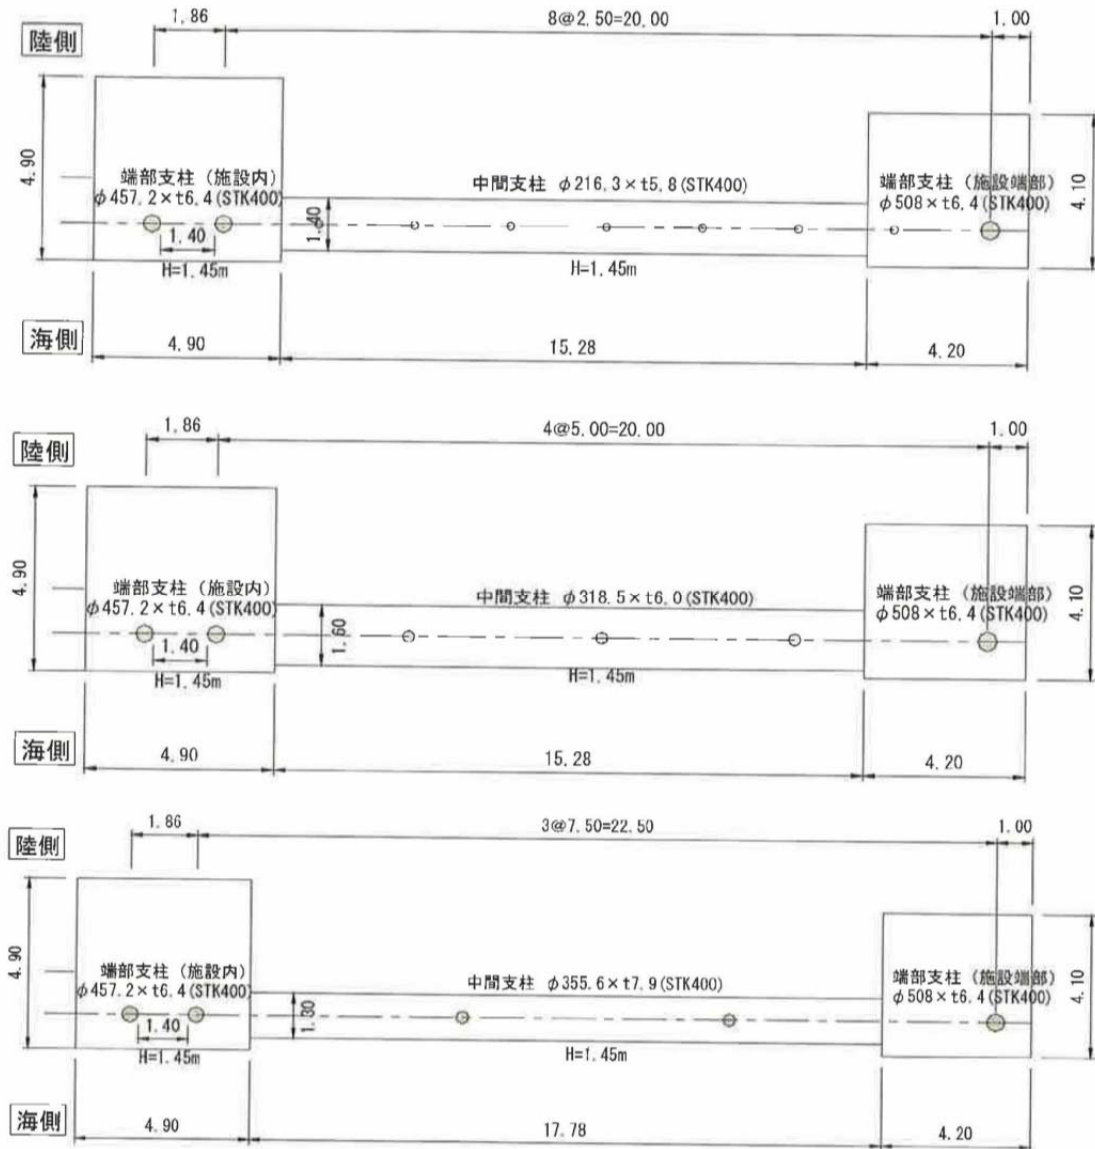 1.86
8@2.50=20.00
1.00
陸側
4.90
端部支柱(施設内)
φ457.2×t6.4(STK400)
中間支柱 φ216.3×t5.8(STK400)
端部支柱(施設端部)
φ508×t6.4(STK400)
4.10
1.40
1.40
H=1.45m
H=1.45m
海側
4.90
15.28
4.20
1.86
4@5.00=20.00
1.00
陸側
4.90
端部支柱(施設内)
φ457.2×t6.4(STK400)
中間支柱 φ318.5×t6.0(STK400)
端部支柱(施設端部)
φ508×t6.4(STK400)
4.10
1.40
1.60
H=1.45m
H=1.45m
海側
4.90
15.28
4.20
1.86
3@7.50=22.50
1.00
陸側
4.90
端部支柱(施設内)
φ457.2×t6.4(STK400)
中間支柱 φ355.6×t7.9(STK400)
端部支柱(施設端部)
φ508×t6.4(STK400)
4.10
1.40
1.30
H=1.45m
H=1.45m
海側
4.90
17.78
4.20